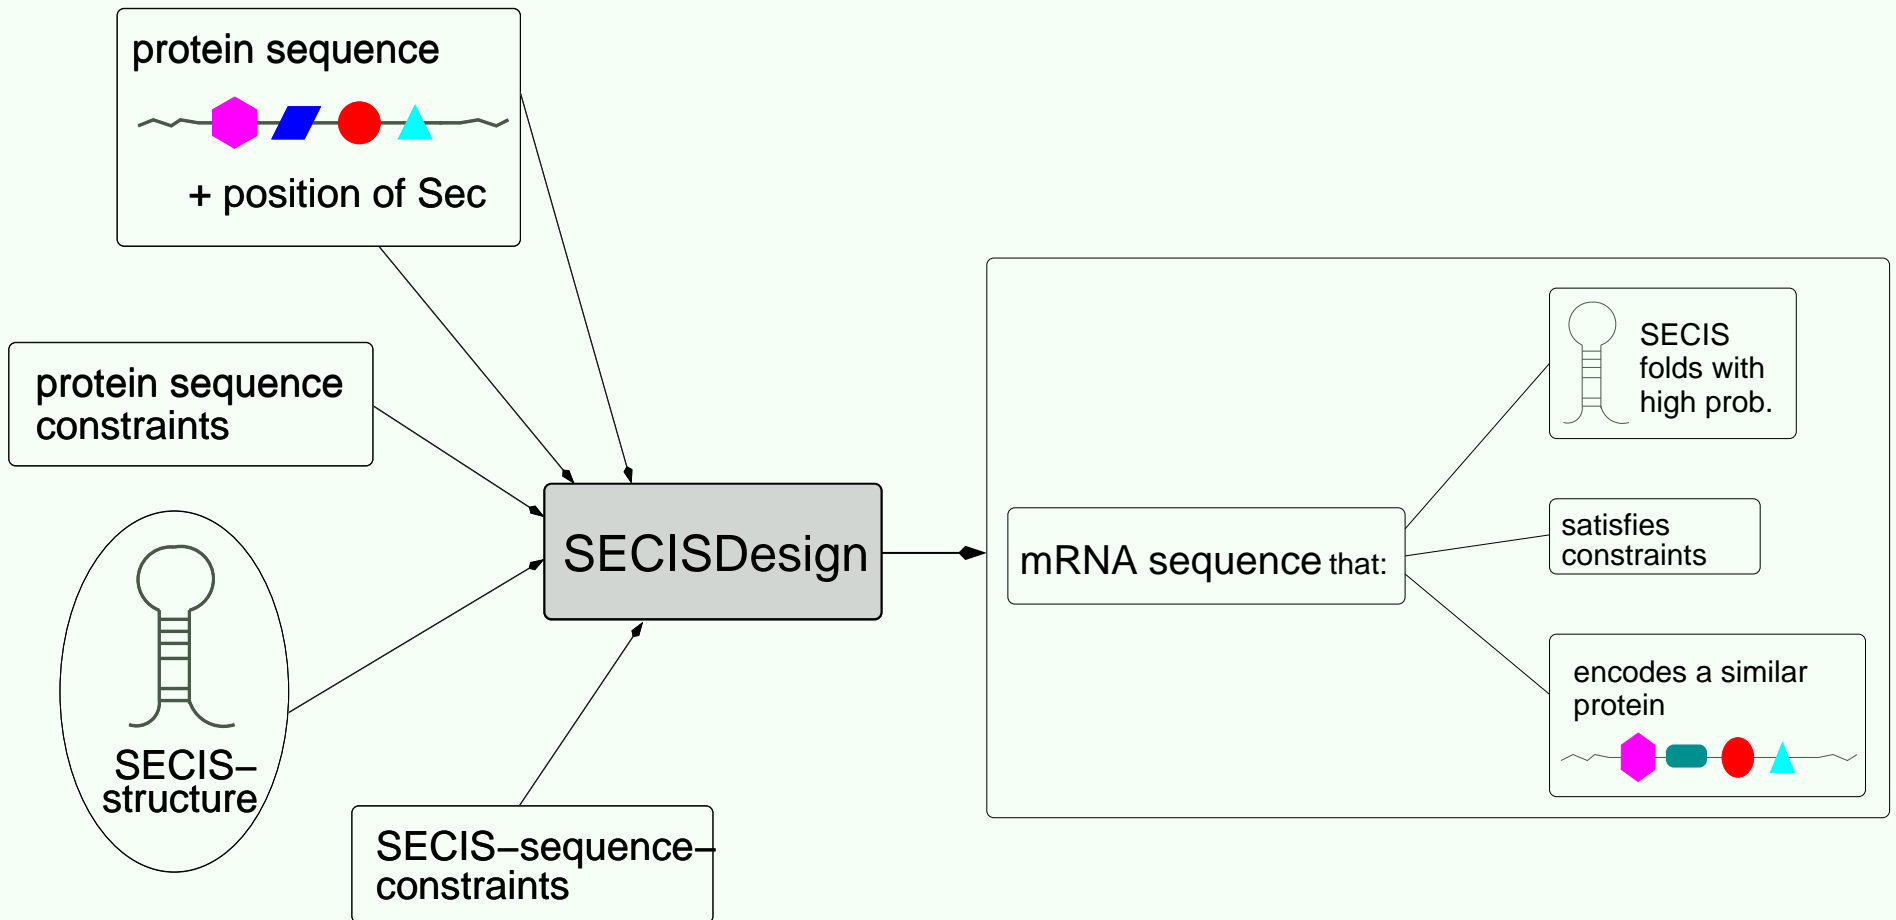 protein sequence
+ position of Sec
protein sequence
constraints
SECIS–
structure
SECIS–sequence–
constraints
SECISDesign
mRNA sequence that:
SECIS
folds with
high prob.
satisfies
constraints
encodes a similar
protein